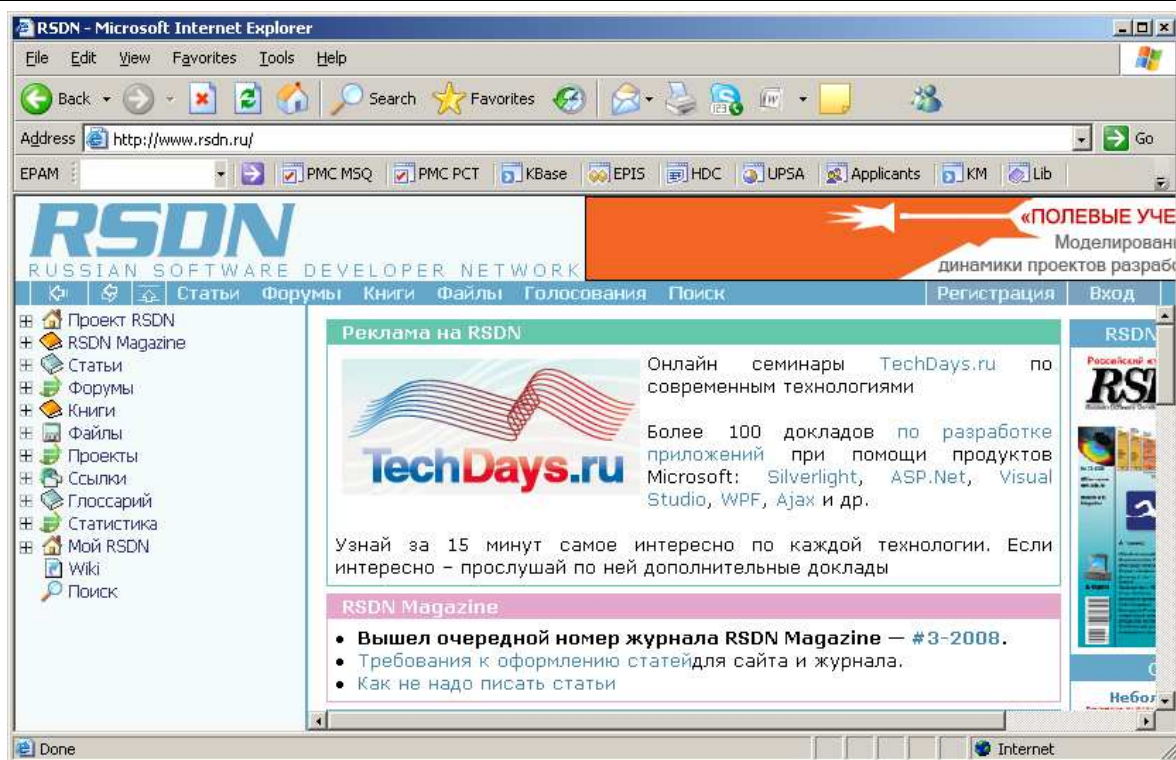 RSDN - Microsoft Internet Explorer
File Edit View Favorites Tools Help
Back Search Favorites
Address http://www.rsdn.ru/ Go
EPAM PMC MSQ PMC PCT KBase EPIS HDC UPSA Applicants KM Lib
RSDN
RUSSIAN SOFTWARE DEVELOPER NETWORK
«ПОЛЕВЫЕ УЧЕ
Моделировани
динамики проектов разрабо
Статьи Форумы Книги Файлы Голосования Поиск Регистрация Вход
Проект RSDN
RSDN Magazine
Статьи
Форумы
Книги
Файлы
Проекты
Ссылки
Глоссарий
Статистика
Мой RSDN
Wiki
Поиск
Реклама на RSDN
TechDays.ru
Онлайн семинары TechDays.ru по
современным технологиями
Более 100 докладов по разработке
приложений при помощи продуктов
Microsoft: Silverlight, ASP.Net, Visual
Studio, WPF, Ajax и др.
Узнай за 15 минут самое интересно по каждой технологии. Если
интересно – прослушай по ней дополнительные доклады
RSDN Magazine
• Вышел очередной номер журнала RSDN Magazine — #3-2008.
• Требования к оформлению статейдля сайта и журнала.
• Как не надо писать статьи
RSDN
Небол
Done Internet